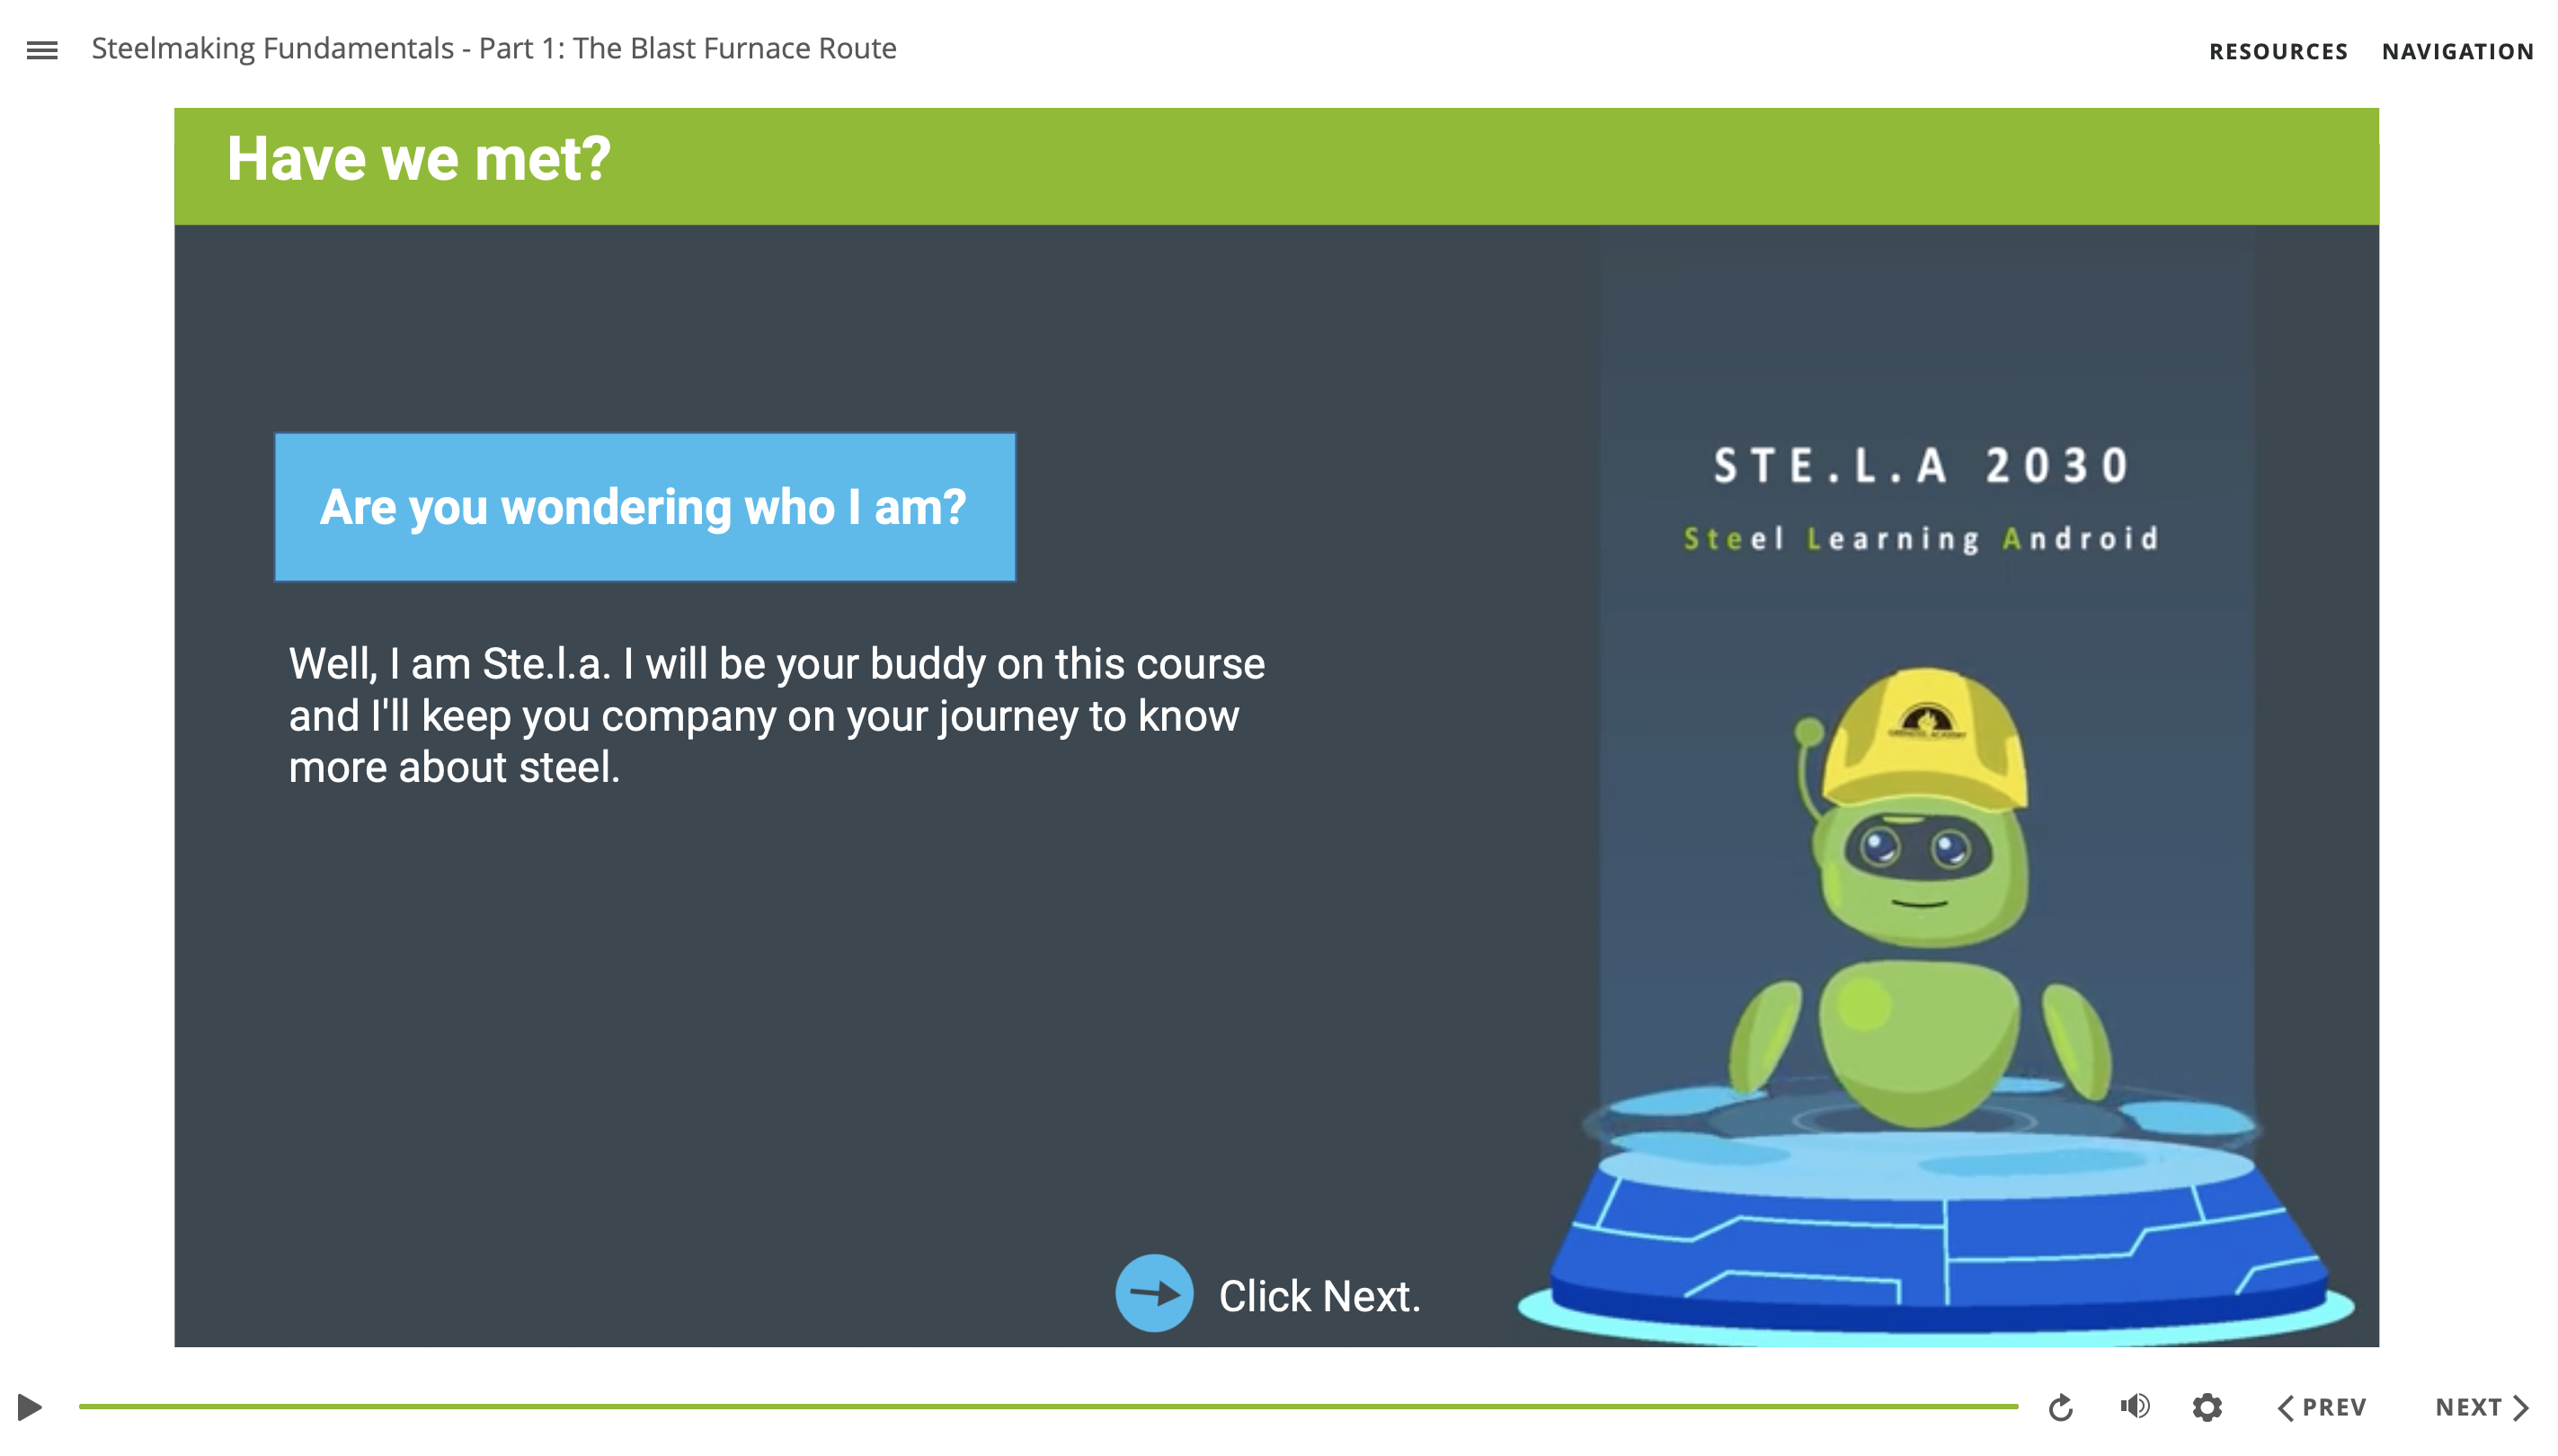 Steelmaking Fundamentals - Part 1: The Blast Furnace Route
RESOURCES
NAVIGATION
Have we met?
Are you wondering who I am?
Well, I am Ste.l.a. I will be your buddy on this course
and I'll keep you company on your journey to know
more about steel.
STE.L.A 2030
Steel Learning Android
Click Next.
PREV
NEXT